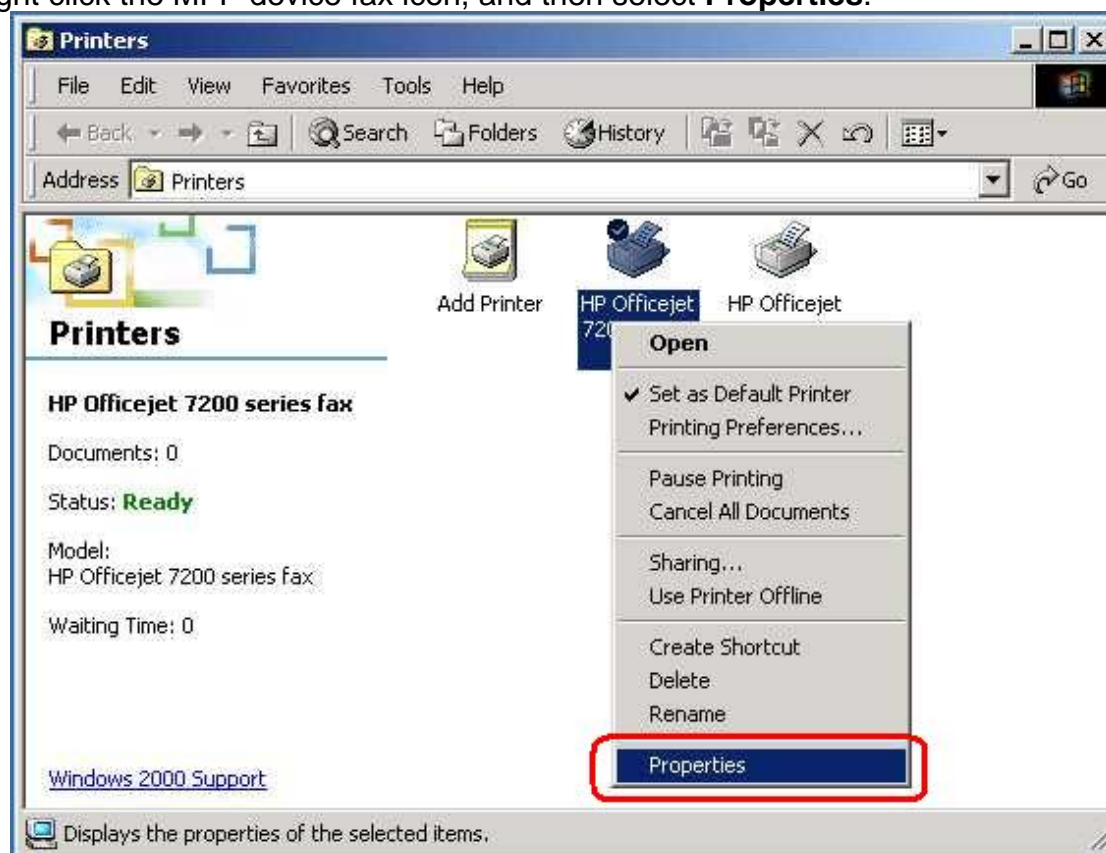 ght click the MFP device fax icon, and then select Properties.
Printers
File Edit View Favorites Tools Help
Back Search Folders History
Address Printers Go
Add Printer
HP Officejet
72
HP Officejet
Printers
HP Officejet 7200 series fax
Documents: 0
Status: Ready
Model:
HP Officejet 7200 series fax
Waiting Time: 0
Windows 2000 Support
Open
Set as Default Printer
Printing Preferences...
Pause Printing
Cancel All Documents
Sharing...
Use Printer Offline
Create Shortcut
Delete
Rename
Properties
Displays the properties of the selected items.